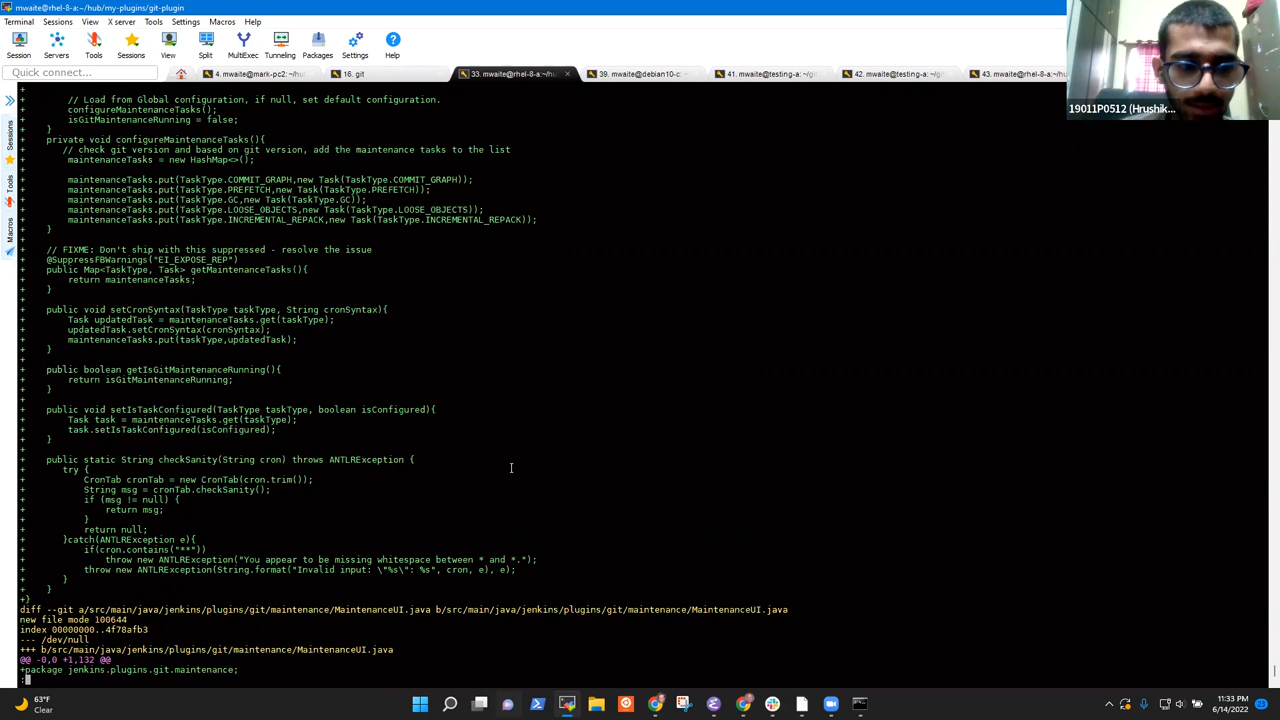 mwaite@rhel-8-a:~/hub/my-plugins/git-plugin
Terminal Sessions View X server Tools Settings Macros Help
Session Servers Tools Sessions View Split MultiExec Tunneling Packages Settings Help
Quick connect...
4. mwaite@mark-pc2:~/hu
16. git
33. mwaite@rhel-8-a:~/hu
39. mwaite@debian10-c:
41. mwaite@testing-a: ~/gi
42. mwaite@testing-a: ~/gi
43. mwaite@rhel-8-a:~/hu
19011P0512 (Hrushik...
Sessions
Tools
Macros
+
+        // Load from Global configuration, if null, set default configuration.
+        configureMaintenanceTasks();
+        isGitMaintenanceRunning = false;
+    }
+    private void configureMaintenanceTasks(){
+       // check git version and based on git version, add the maintenance tasks to the list
+        maintenanceTasks = new HashMap<>();
+
+        maintenanceTasks.put(TaskType.COMMIT_GRAPH,new Task(TaskType.COMMIT_GRAPH));
+        maintenanceTasks.put(TaskType.PREFETCH,new Task(TaskType.PREFETCH));
+        maintenanceTasks.put(TaskType.GC,new Task(TaskType.GC));
+        maintenanceTasks.put(TaskType.LOOSE_OBJECTS,new Task(TaskType.LOOSE_OBJECTS));
+        maintenanceTasks.put(TaskType.INCREMENTAL_REPACK,new Task(TaskType.INCREMENTAL_REPACK));
+    }
+
+    // FIXME: Don't ship with this suppressed - resolve the issue
+    @SuppressFBWarnings("EI_EXPOSE_REP")
+    public Map<TaskType, Task> getMaintenanceTasks(){
+        return maintenanceTasks;
+    }
+
+    public void setCronSyntax(TaskType taskType, String cronSyntax){
+        Task updatedTask = maintenanceTasks.get(taskType);
+        updatedTask.setCronSyntax(cronSyntax);
+        maintenanceTasks.put(taskType,updatedTask);
+    }
+
+    public boolean getIsGitMaintenanceRunning(){
+        return isGitMaintenanceRunning;
+    }
+
+    public void setIsTaskConfigured(TaskType taskType, boolean isConfigured){
+        Task task = maintenanceTasks.get(taskType);
+        task.setIsTaskConfigured(isConfigured);
+    }
+
+    public static String checkSanity(String cron) throws ANTLRException {
+       try {
+           CronTab cronTab = new CronTab(cron.trim());
+           String msg = cronTab.checkSanity();
+           if (msg != null) {
+               return msg;
+           }
+           return null;
+       }catch(ANTLRException e){
+           if(cron.contains("**"))
+               throw new ANTLRException("You appear to be missing whitespace between * and *.");
+           throw new ANTLRException(String.format("Invalid input: \"%s\": %s", cron, e), e);
+       }
+    }
+}
diff --git a/src/main/java/jenkins/plugins/git/maintenance/MaintenanceUI.java b/src/main/java/jenkins/plugins/git/maintenance/MaintenanceUI.java
new file mode 100644
index 00000000..4f78afb3
--- /dev/null
+++ b/src/main/java/jenkins/plugins/git/maintenance/MaintenanceUI.java
@@ -0,0 +1,132 @@
+package jenkins.plugins.git.maintenance;
:
63°F
Clear
11:33 PM
6/14/2022